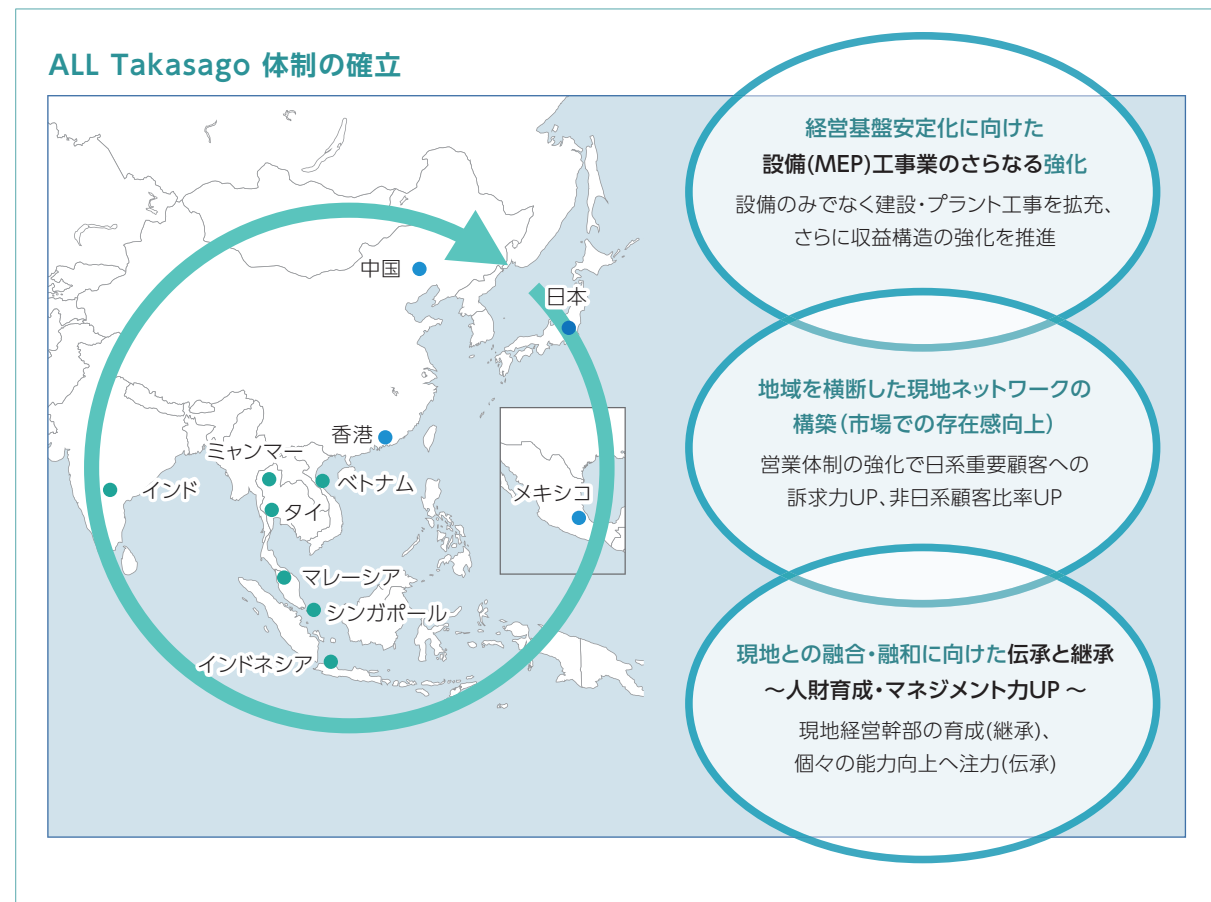 ALL Takasago 体制の確立
中国
日本
香港
ミャンマー
インド
ベトナム
タイ
メキシコ
マレーシア
シンガポール
インドネシア
経営基盤安定化に向けた
設備(MEP)工事業のさらなる強化
設備のみでなく建設・プラント工事を拡充、
さらに収益構造の強化を推進
地域を横断した現地ネットワークの
構築(市場での存在感向上)
営業体制の強化で日系重要顧客への
訴求力UP、非日系顧客比率UP
現地との融合・融和に向けた伝承と継承
～人財育成・マネジメント力UP～
現地経営幹部の育成(継承)、
個々の能力向上へ注力(伝承)